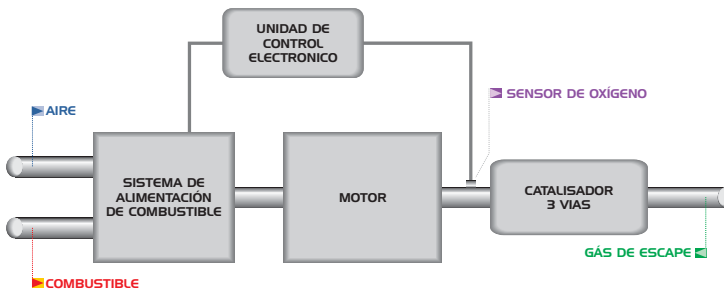 UNIDAD DE
CONTROL
ELECTRONICO
SENSOR DE OXÍGENO
AIRE
SISTEMA DE
ALIMENTACIÓN
DE COMBUSTIBLE
MOTOR
CATALISADOR
3 VIAS
GÁS DE ESCAPE
COMBUSTIBLE